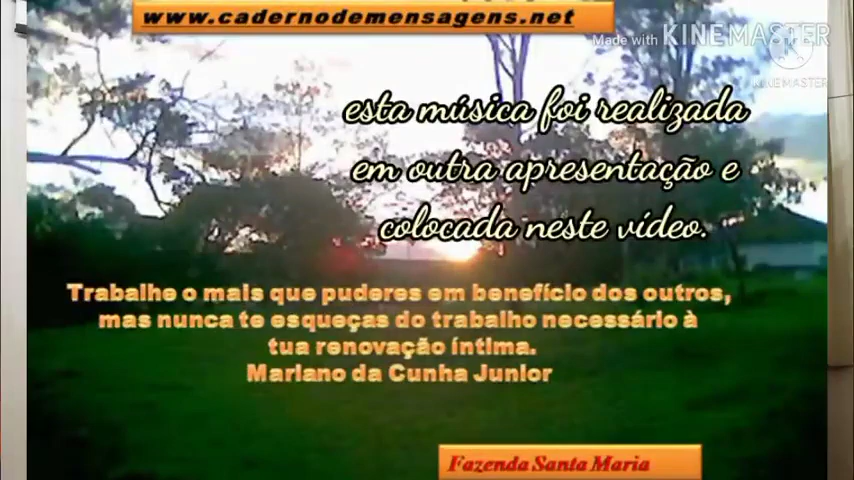 www.cadernodemensagens.net
Made with KINEMASTER
KINEMASTER
esta música foi realizada
em outra apresentação e
colocada neste vídeo.
Trabalhe o mais que puderes em benefício dos outros,
mas nunca te esqueças do trabalho necessário à
tua renovação íntima.
Mariano da Cunha Junior
Fazenda Santa Maria